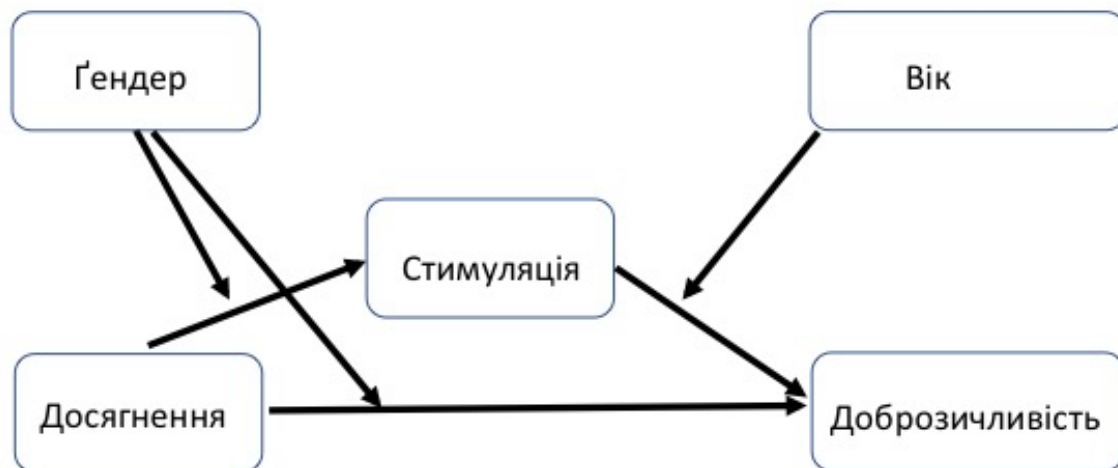 Ґендер
Вік
Стимуляція
Досягнення
Доброзичливість